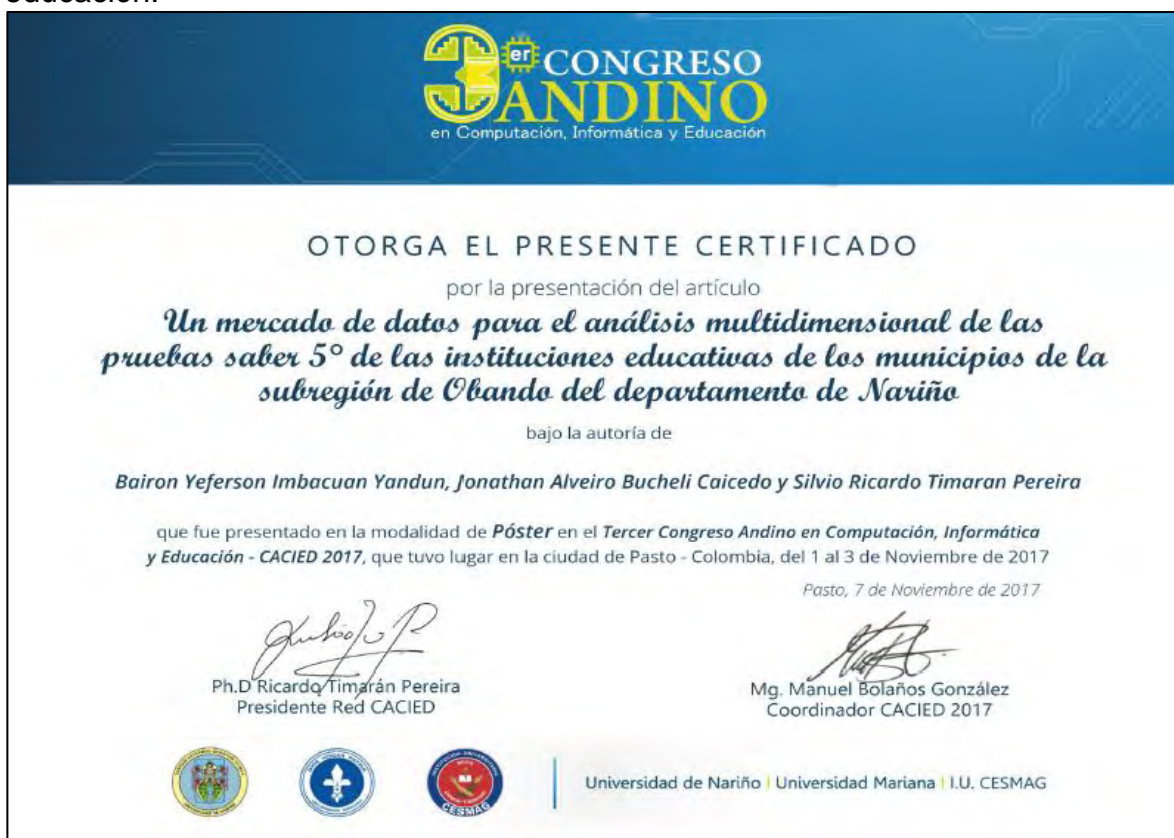 educación.
3er CONGRESO
ANDINO
en Computación, Informática y Educación
OTORGA EL PRESENTE CERTIFICADO
por la presentación del artículo
Un mercado de datos para el análisis multidimensional de las
pruebas saber 5° de las instituciones educativas de los municipios de la
subregión de Obando del departamento de Nariño
bajo la autoría de
Bairon Yeferson Imbacuan Yandun, Jonathan Alveiro Bucheli Caicedo y Silvio Ricardo Timaran Pereira
que fue presentado en la modalidad de Póster en el Tercer Congreso Andino en Computación, Informática
y Educación - CACIED 2017, que tuvo lugar en la ciudad de Pasto - Colombia, del 1 al 3 de Noviembre de 2017
Pasto, 7 de Noviembre de 2017
Ph.D Ricardo Timarán Pereira
Presidente Red CACIED
Mg. Manuel Bolaños González
Coordinador CACIED 2017
CESMAG
Universidad de Nariño | Universidad Mariana | I.U. CESMAG